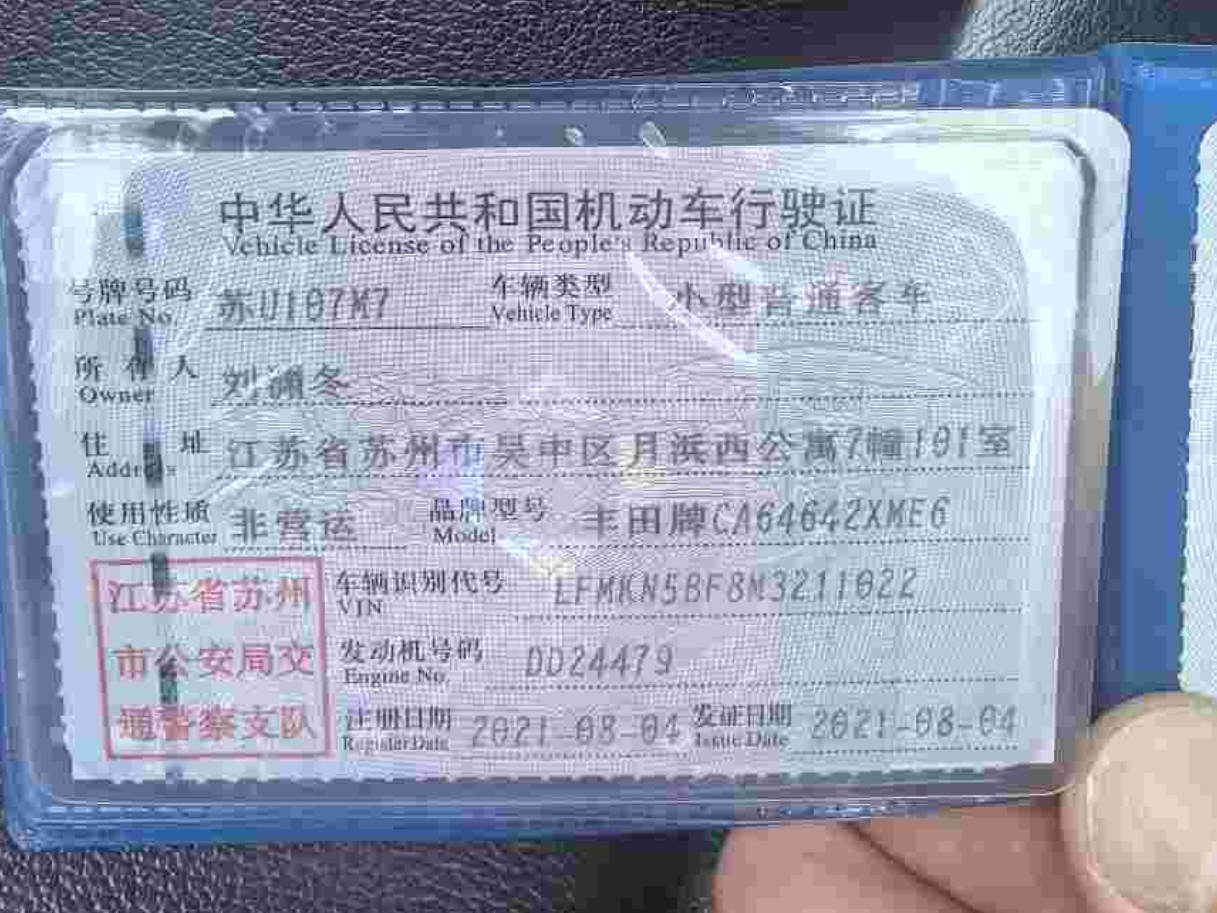 中华人民共和国机动车行驶证
Vehicle License of the People's Republic of China
号牌号码 苏U107M7 车辆类型 小型普通客车
Plate No. Vehicle Type
所有人 刘 冬
Owner
住址 江苏省苏州市吴中区月浜西公寓7幢101室
Address
使用性质 非营运 品牌型号 丰田牌CA64642XME6
Use Character Model
江苏省苏州
市公安局交
通警察支队
车辆识别代号 LFMKN5BF8M3211022
VIN
发动机号码 DD24479
Engine No.
注册日期 2021-08-04 发证日期 2021-08-04
Register Date Issue Date